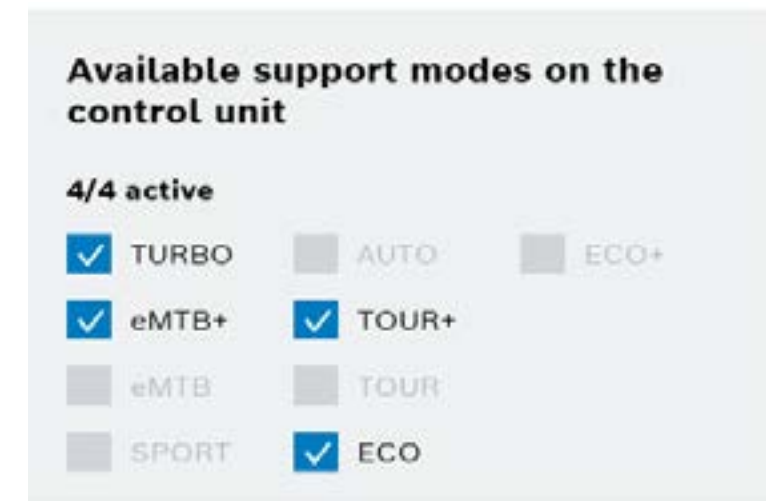 Available support modes on the
control unit
4/4 active
TURBO AUTO ECO+
eMTB+ TOUR+
eMTB TOUR
SPORT ECO